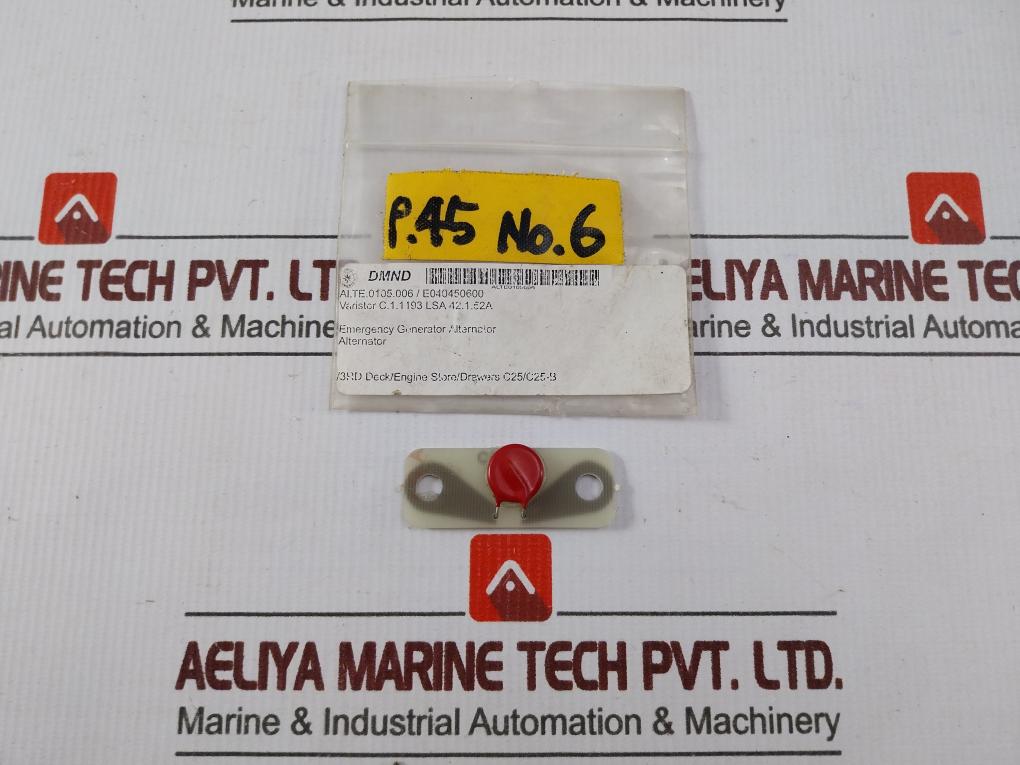 Marine & Industrial Automation & Machinery
P.45 No.6
DMND
ALTE.0105.006 / E040450600
Varistor C.1.1193 LSA 42.1.52A
Emergency Generator Alternator
Alternator
/3RD Deck/Engine Store/Drawers C25/C25-B
INE TECH PVT. LT
al Automation & Machine
ELIYA MARINE TECH
arine & Industrial Automa
AELIYA MARINE TECH PVT. LTD.
Marine & Industrial Automation & Machinery